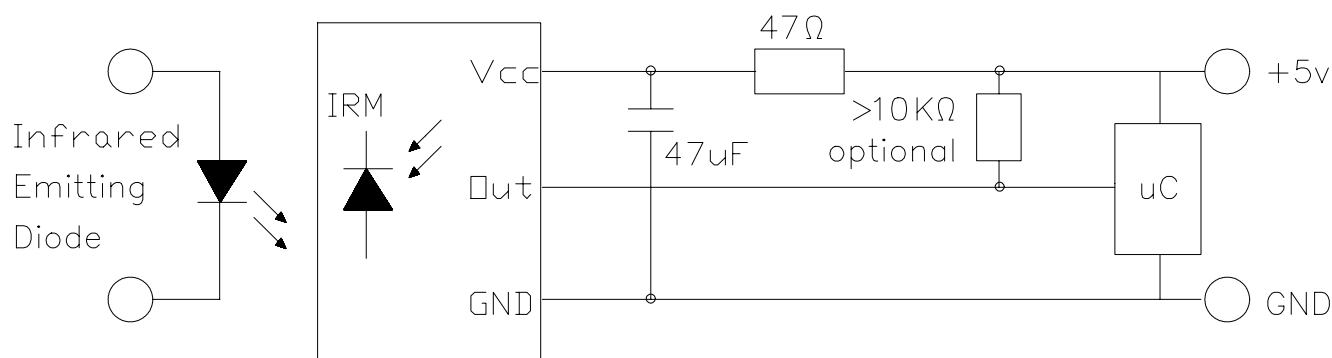 47Ω
Vcc
+5v
IRM
>10KΩ
optional
Infrared
Emitting
Diode
47uF
Out
uC
GND
GND